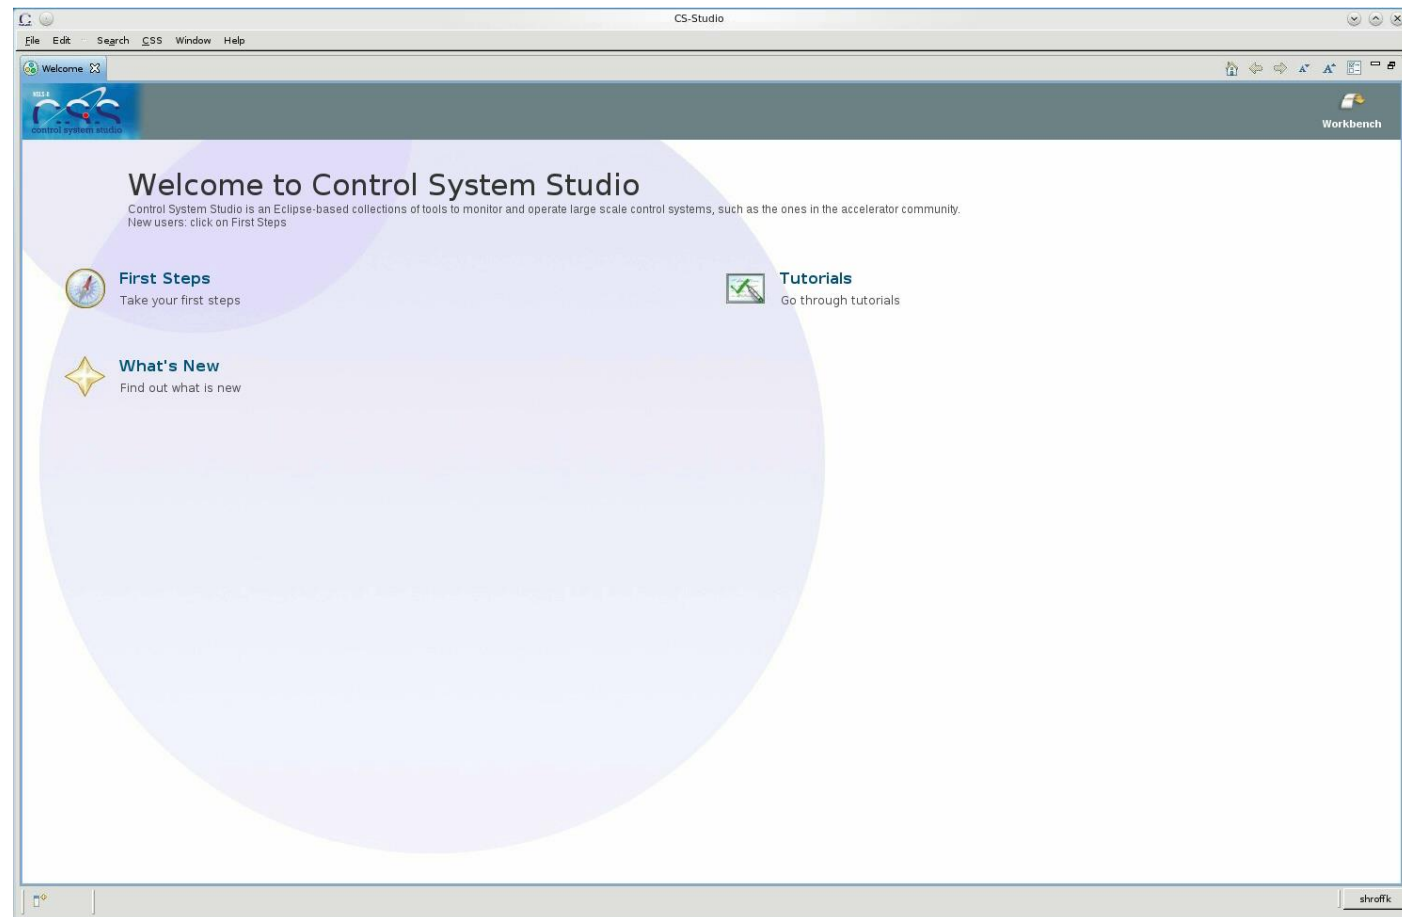 CS-Studio
File Edit Search CSS Window Help
Welcome
CSS
control system studio
Workbench
Welcome to Control System Studio
Control System Studio is an Eclipse-based collections of tools to monitor and operate large scale control systems, such as the ones in the accelerator community.
New users: click on First Steps
First Steps
Take your first steps
Tutorials
Go through tutorials
What's New
Find out what is new
shroffk